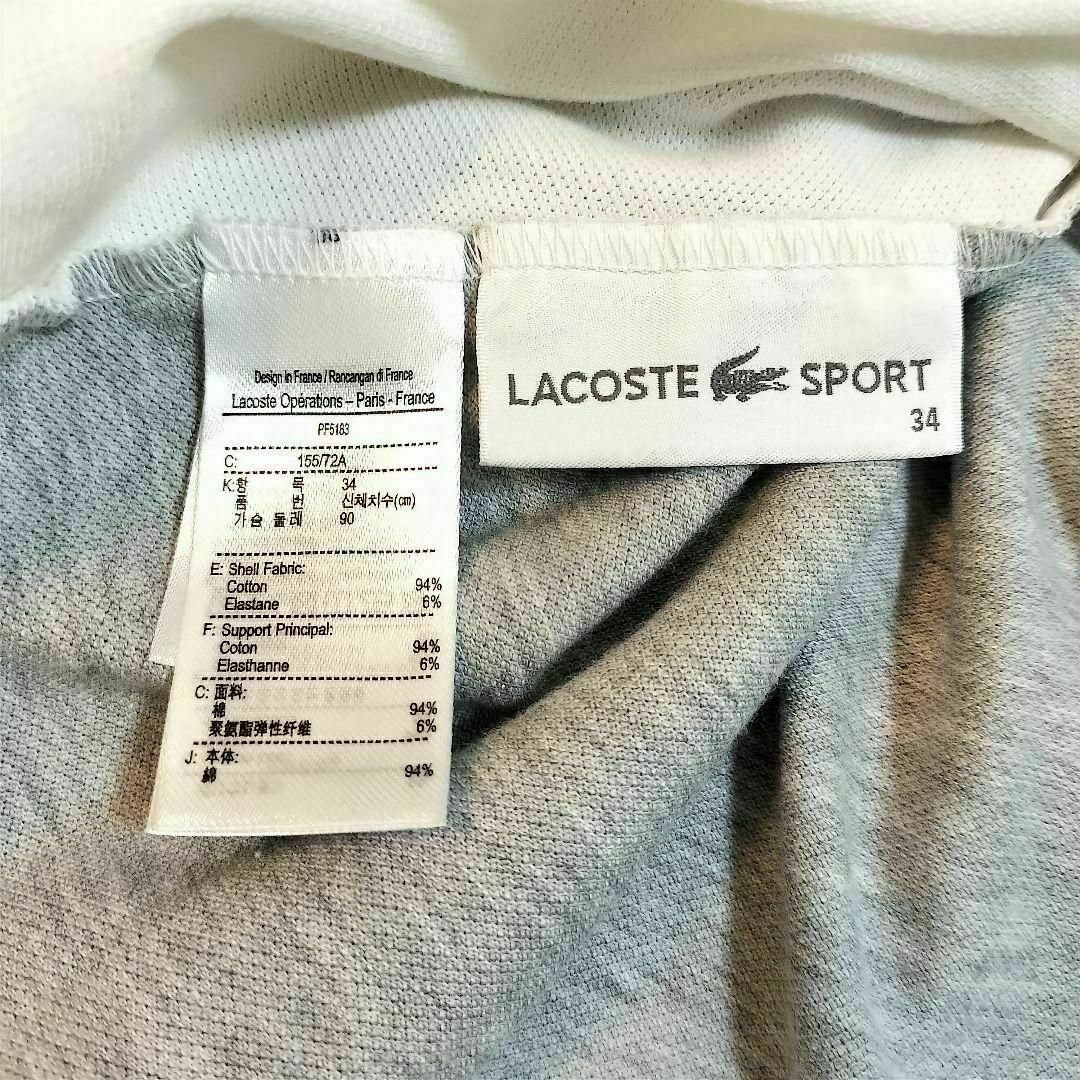 Design in France / Rancangan di France
Lacoste Opérations – Paris - France
PF5183
C: 155/72A
K:항 목 34
품 번 신체치수(㎝)
가슴 둘레 90
E: Shell Fabric:
Cotton 94%
Elastane 6%
F: Support Principal:
Coton 94%
Elasthanne 6%
C: 面料:
棉 94%
聚氨酯弹性纤维 6%
J: 本体:
綿 94%
LACOSTE SPORT
34